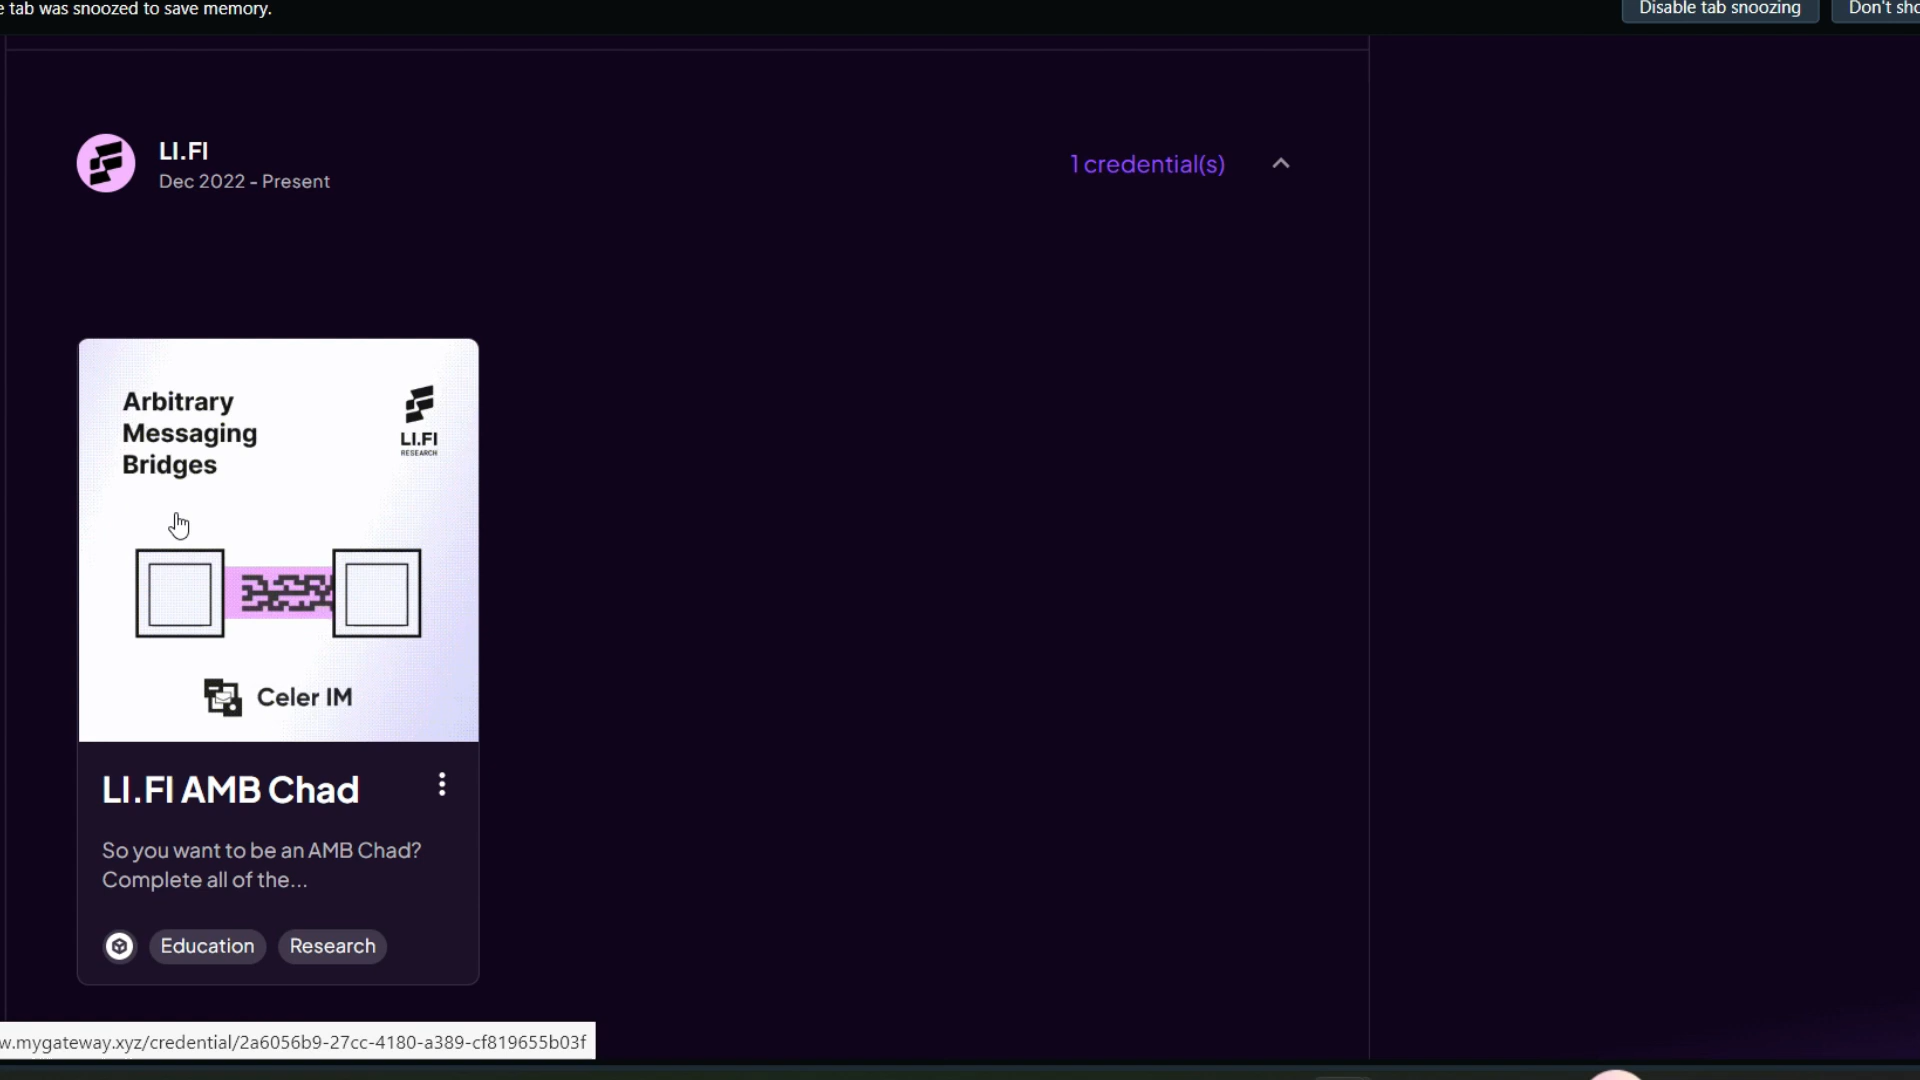 tab was snoozed to save memory.
Disable tab snoozing
Don't
LI.FI
Dec 2022 - Present
1 credential(s)
Arbitrary
Messaging
Bridges
LI.FI
RESEARCH
Celer IM
LI.FI AMB Chad
So you want to be an AMB Chad?
Complete all of the...
Education
Research
w.mygateway.xyz/credential/2a6056b9-27cc-4180-a389-cf819655b03f